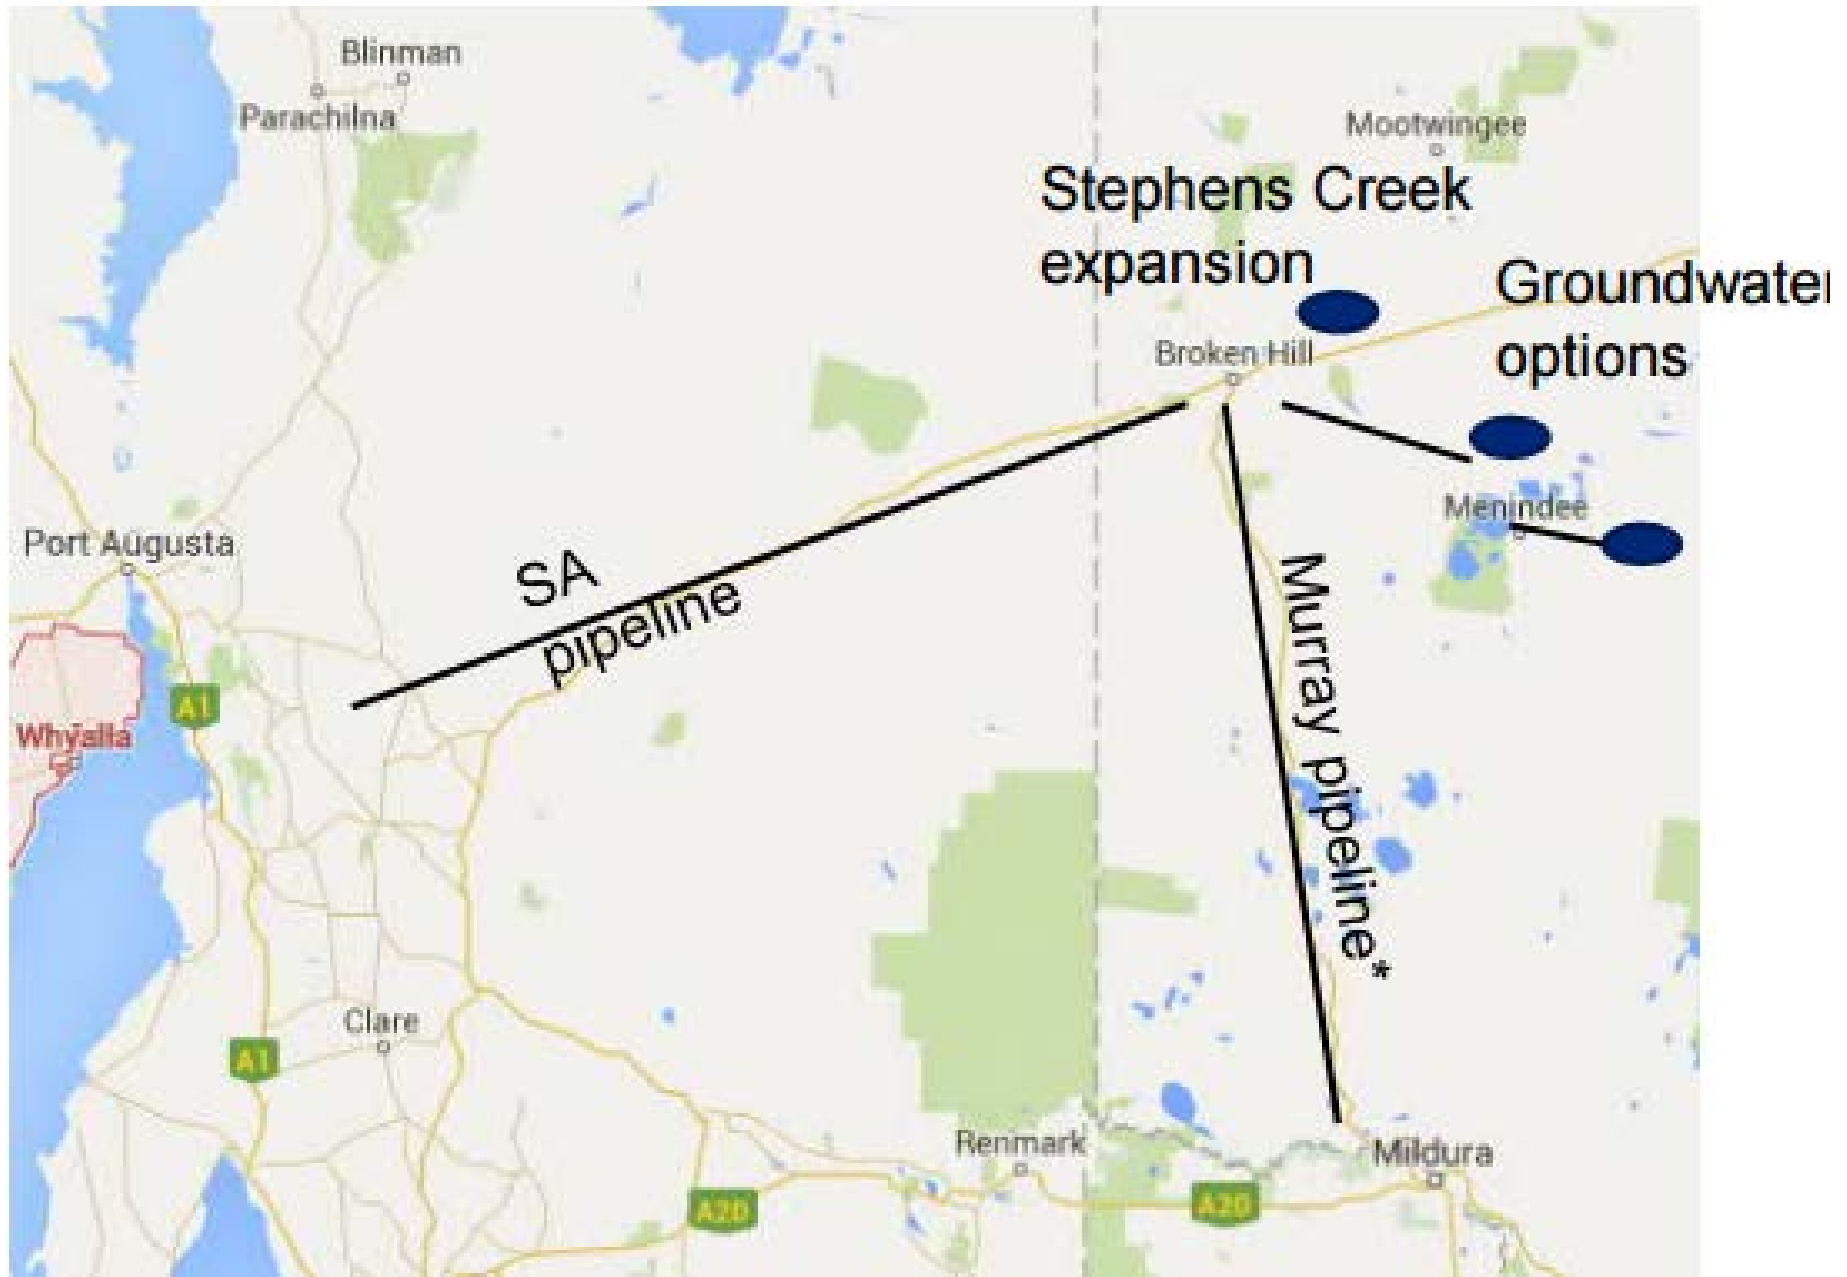 Blinman
Parachilna
Mootwingee
Stephens Creek
expansion
Groundwater
options
Broken Hill
Menindee
Port Augusta
SA
pipeline
Murray pipeline*
A1
Whyalla
Clare
A1
Renmark
Mildura
A20
A20